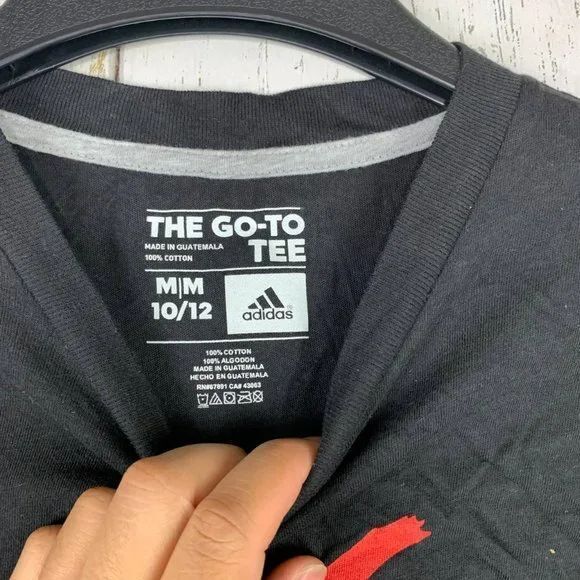 THE GO-TO
MADE IN GUATEMALA
100% COTTON
TEE
M|M
10/12
adidas
100% COTTON
100% ALGODON
MADE IN GUATEMALA
HECHO EN GUATEMALA
RN#67891 CA# 43063